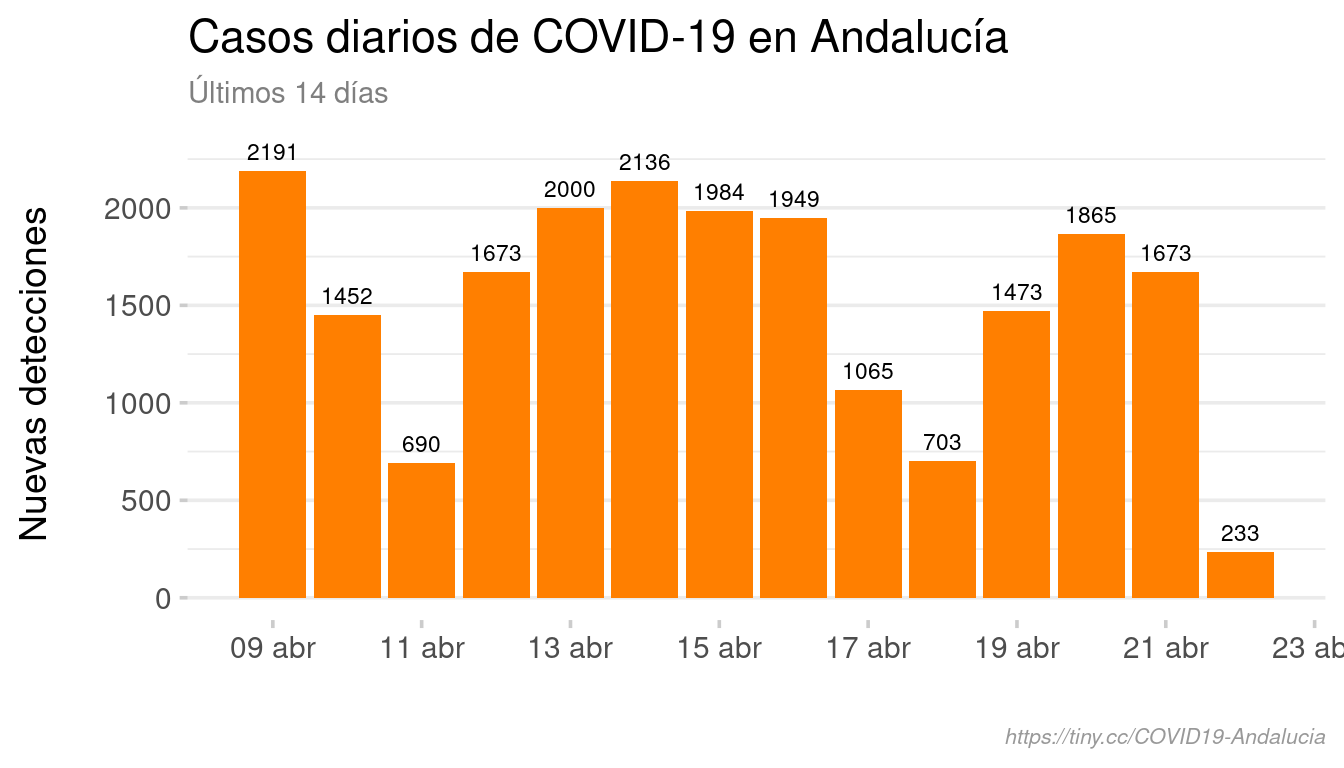 Casos diarios de COVID-19 en Andalucía
Últimos 14 días
Nuevas detecciones
2000
1500
1000
500
0
2191
1452
690
1673
2000
2136
1984
1949
1065
703
1473
1865
1673
233
09 abr
11 abr
13 abr
15 abr
17 abr
19 abr
21 abr
23 ab
https://tiny.cc/COVID19-Andalucia